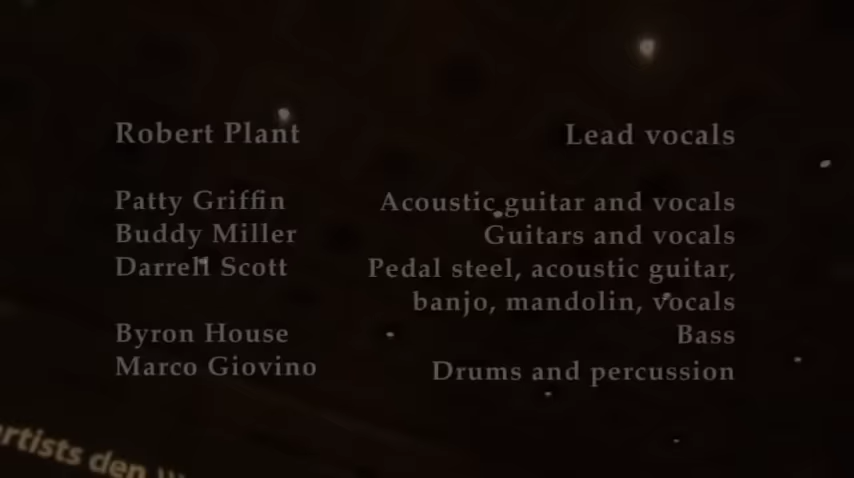 Robert Plant Lead vocals
Patty Griffin Acoustic guitar and vocals
Buddy Miller Guitars and vocals
Darrell Scott Pedal steel, acoustic guitar,
banjo, mandolin, vocals
Byron House Bass
Marco Giovino Drums and percussion
artists den